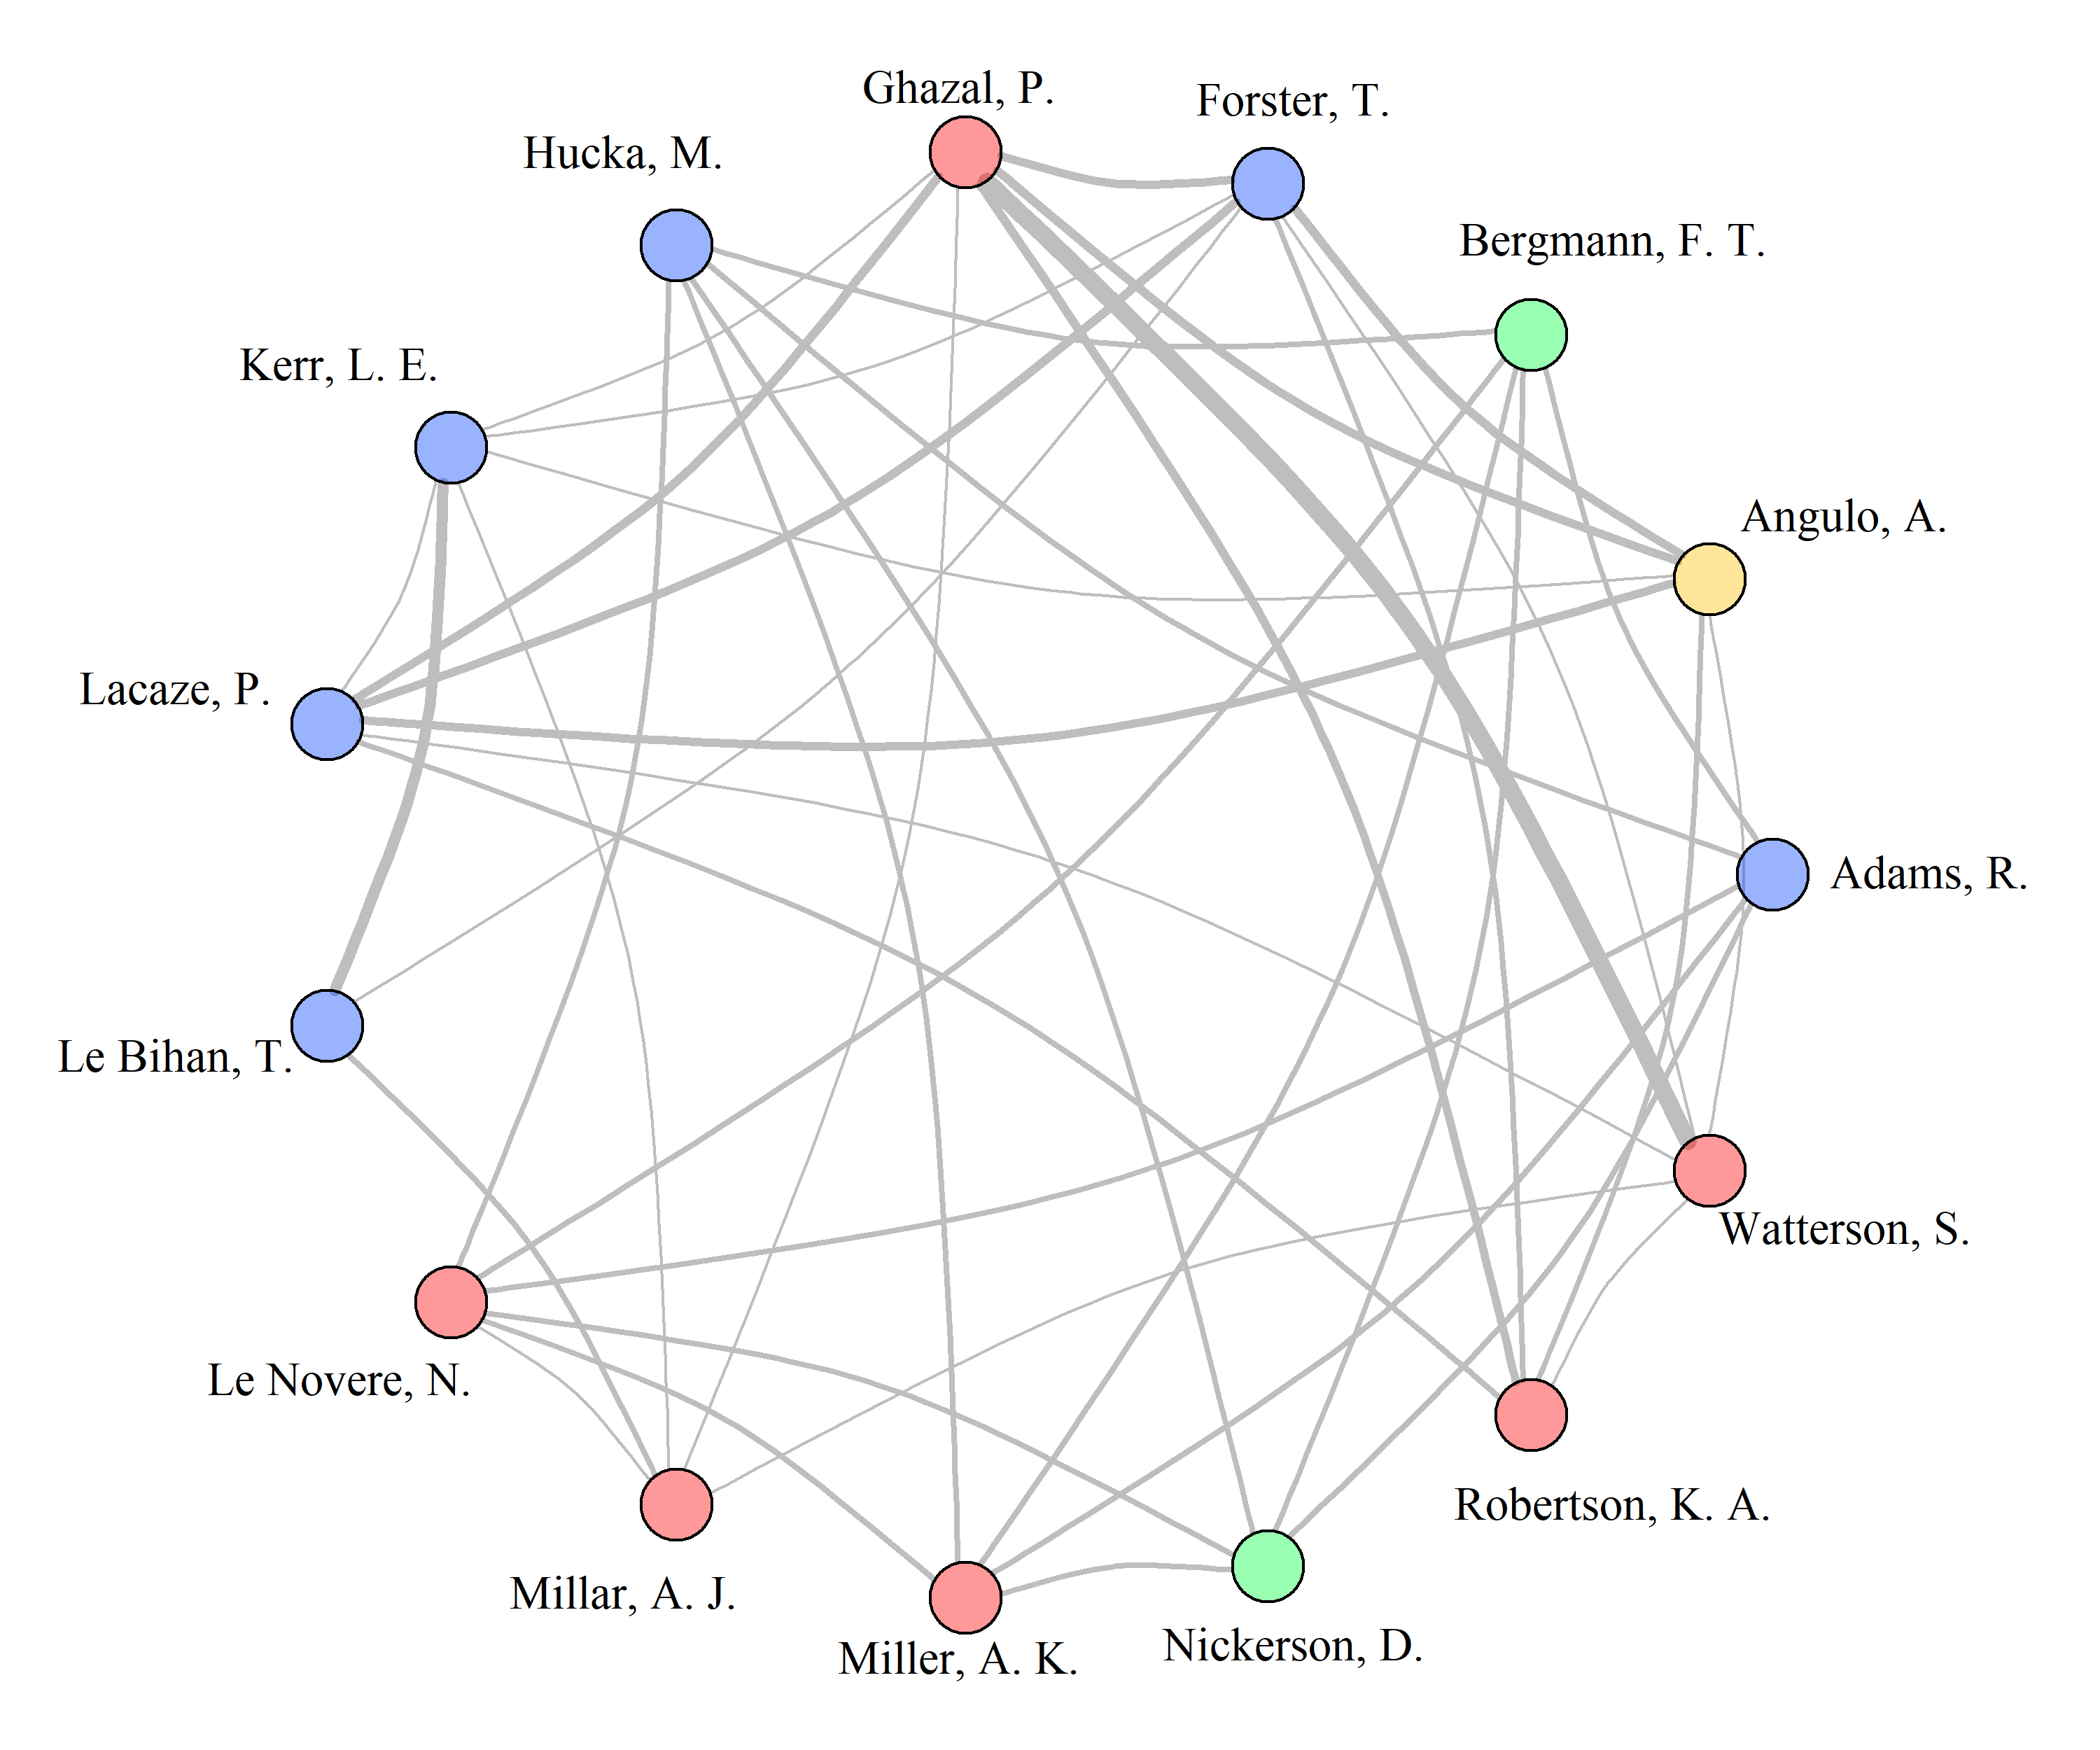 Ghazal, P.
Forster, T.
Hucka, M.
Bergmann, F. T.
Kerr, L. E.
Angulo, A.
Lacaze, P.
Adams, R.
Le Bihan, T.
Watterson, S.
Le Novere, N.
Robertson, K. A.
Millar, A. J.
Nickerson, D.
Miller, A. K.